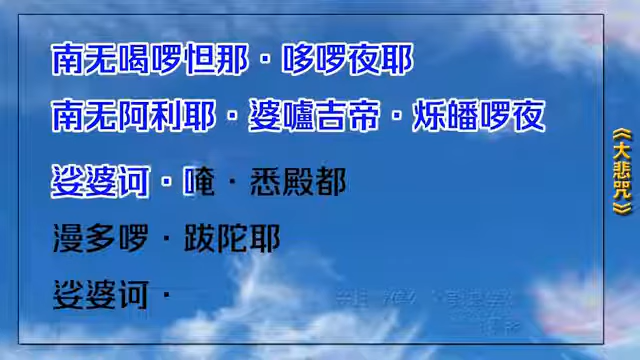 南无喝啰怛那·哆啰夜耶
南无阿利耶·婆嚧吉帝·烁皤啰夜
娑婆诃·唵·悉殿都
漫多啰·跋陀耶
娑婆诃·
《大悲咒》